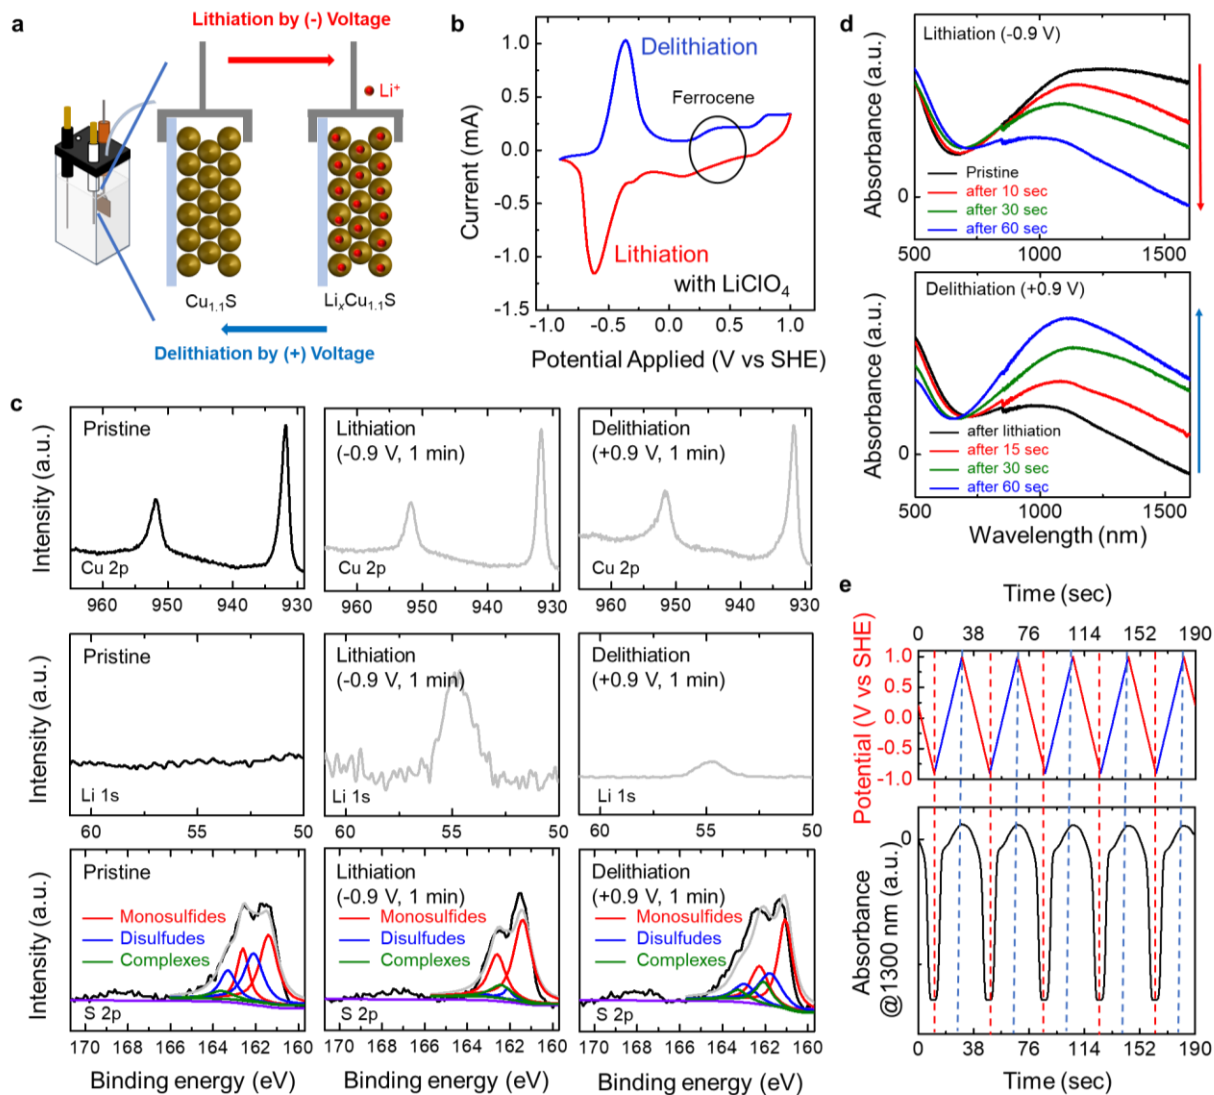 a
Lithiation by (-) Voltage
Li+
Cu1.1S
LixCu1.1S
Delithiation by (+) Voltage
b
Current (mA)
1.0
0.5
0.0
-0.5
-1.0
-1.5
Delithiation
Ferrocene
Lithiation
with LiClO4
-1.0 -0.5 0.0 0.5 1.0
Potential Applied (V vs SHE)
c
Intensity (a.u.)
Pristine
Cu 2p
960 950 940 930
Lithiation
(-0.9 V, 1 min)
Cu 2p
960 950 940 930
Delithiation
(+0.9 V, 1 min)
Cu 2p
960 950 940 930
Intensity (a.u.)
Pristine
Li 1s
60 55 50
Lithiation
(-0.9 V, 1 min)
Li 1s
60 55 50
Delithiation
(+0.9 V, 1 min)
Li 1s
60 55 50
Intensity (a.u.)
Pristine
Monosulfides
Disulfudes
Complexes
S 2p
170 168 166 164 162 160
Binding energy (eV)
Lithiation
(-0.9 V, 1 min)
Monosulfides
Disulfudes
Complexes
S 2p
170 168 166 164 162 160
Binding energy (eV)
Delithiation
(+0.9 V, 1 min)
Monosulfides
Disulfudes
Complexes
S 2p
170 168 166 164 162 160
Binding energy (eV)
d
Absorbance (a.u.)
Lithiation (-0.9 V)
0
Pristine
after 10 sec
after 30 sec
after 60 sec
500 1000 1500
Absorbance (a.u.)
Delithiation (+0.9 V)
0
after lithiation
after 15 sec
after 30 sec
after 60 sec
500 1000 1500
Wavelength (nm)
e
Time (sec)
0 38 76 114 152 190
Potential (V vs SHE)
1.0
0.5
0.0
-0.5
-1.0
Absorbance
@1300 nm (a.u.)
0
0 38 76 114 152 190
Time (sec)